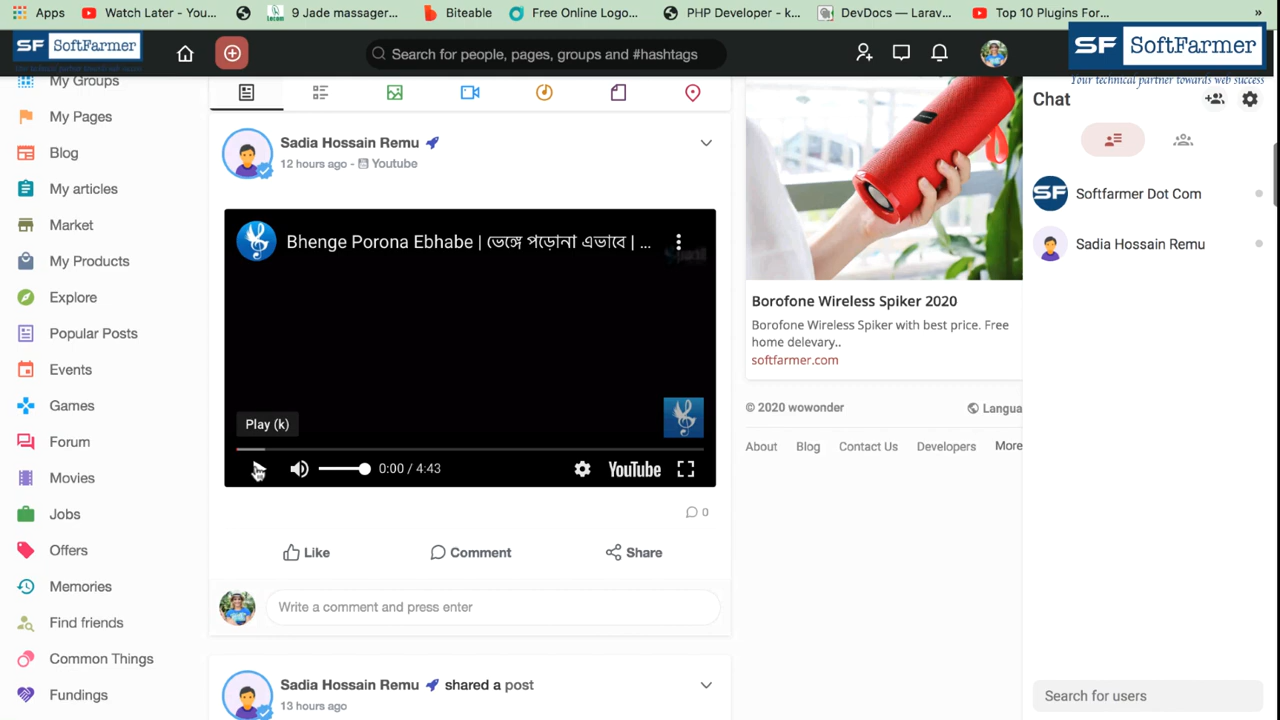 Apps
Watch Later - You...
9 Jade massager...
Biteable
Free Online Logo...
PHP Developer - k...
DevDocs — Larav...
Top 10 Plugins For...
»
SF SoftFarmer
Search for people, pages, groups and #hashtags
SF SoftFarmer
Your technical partner towards web success
My Groups
My Pages
Blog
My articles
Market
My Products
Explore
Popular Posts
Events
Games
Forum
Movies
Jobs
Offers
Memories
Find friends
Common Things
Fundings
Sadia Hossain Remu
12 hours ago - Youtube
Bhenge Porona Ebhabe | ভেঙ্গে পড়োনা এভাবে | ...
Play (k)
0:00 / 4:43
YouTube
0
Like
Comment
Share
Write a comment and press enter
Sadia Hossain Remu shared a post
13 hours ago
Borofone Wireless Spiker 2020
Borofone Wireless Spiker with best price. Free
home delevary..
softfarmer.com
© 2020 wowonder
Langua
About
Blog
Contact Us
Developers
More
Chat
SF Softfarmer Dot Com
Sadia Hossain Remu
Search for users